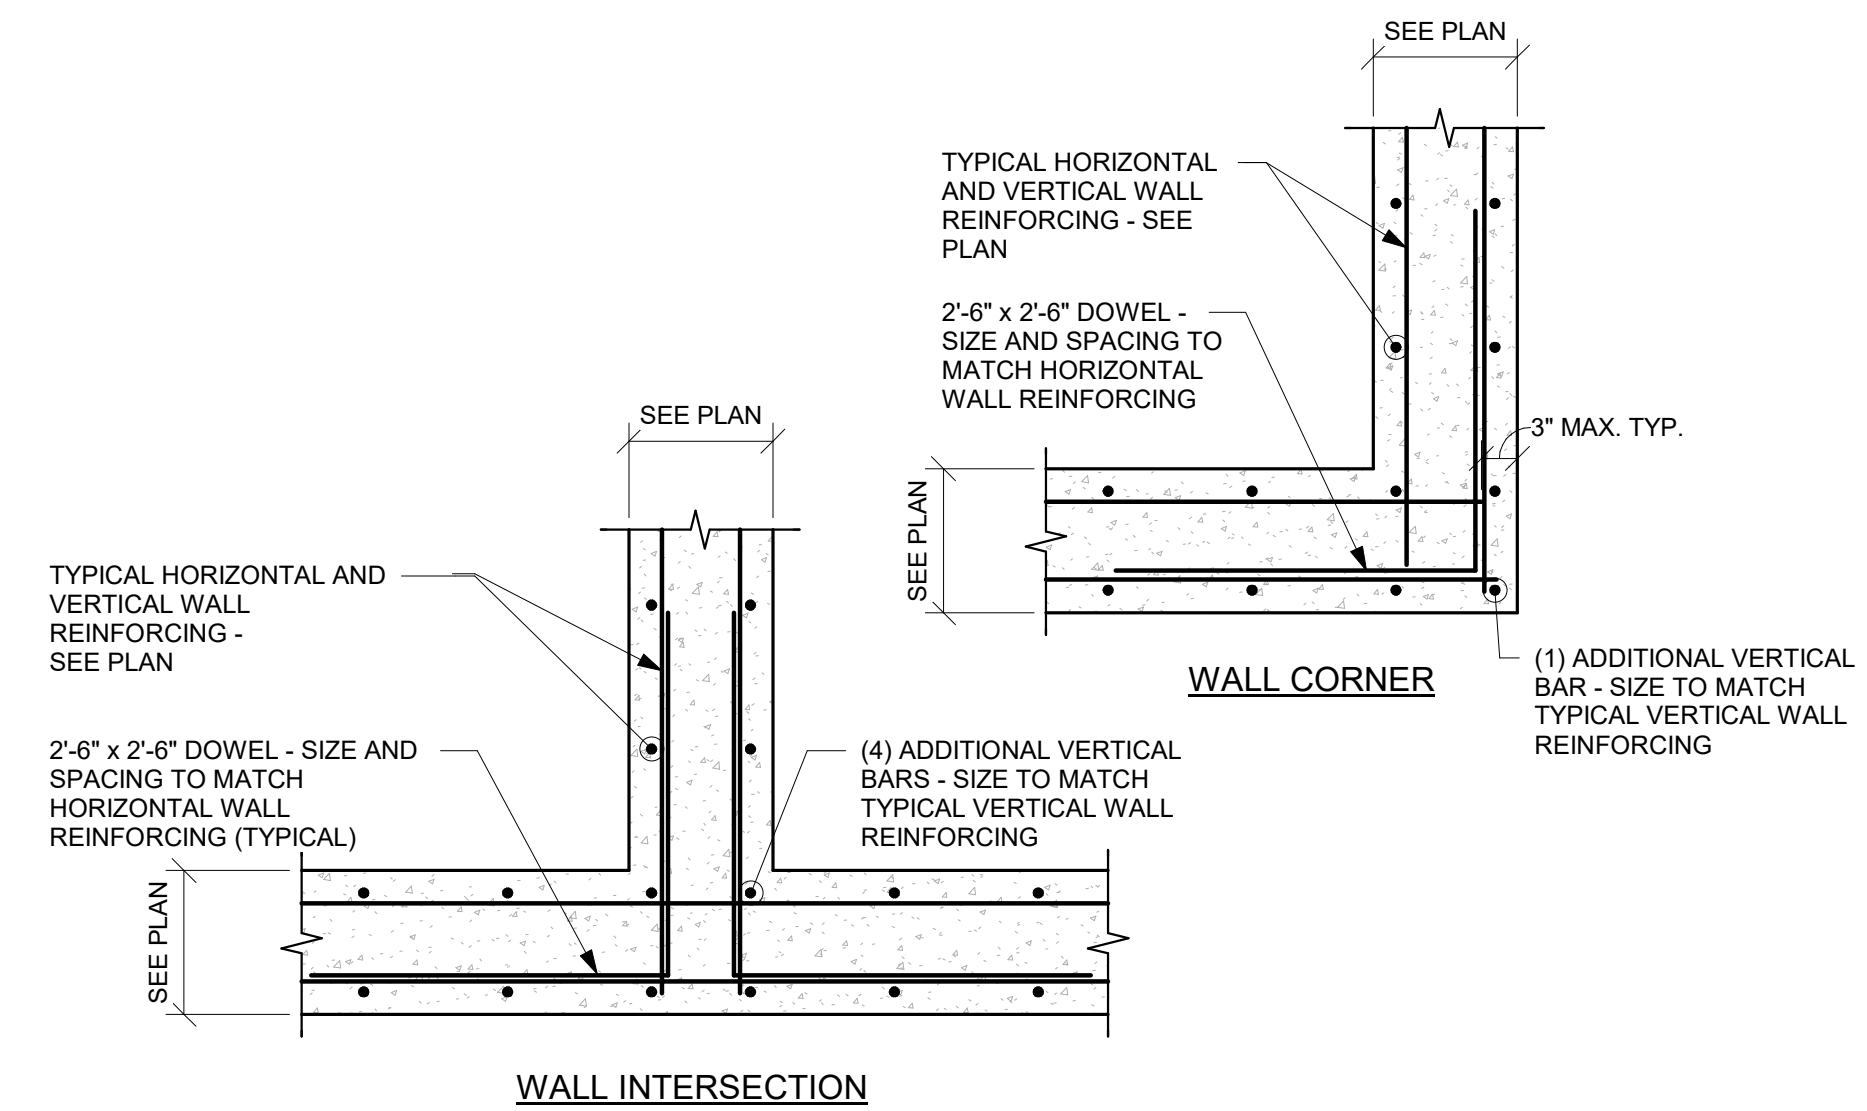 SEE PLAN
TYPICAL HORIZONTAL
AND VERTICAL WALL
REINFORCING - SEE
PLAN
2'-6" x 2'-6" DOWEL -
SIZE AND SPACING TO
MATCH HORIZONTAL
WALL REINFORCING
3" MAX. TYP.
SEE PLAN
(1) ADDITIONAL VERTICAL
BAR - SIZE TO MATCH
TYPICAL VERTICAL WALL
REINFORCING
WALL CORNER
SEE PLAN
TYPICAL HORIZONTAL AND
VERTICAL WALL
REINFORCING -
SEE PLAN
2'-6" x 2'-6" DOWEL - SIZE AND
SPACING TO MATCH
HORIZONTAL WALL
REINFORCING (TYPICAL)
(4) ADDITIONAL VERTICAL
BARS - SIZE TO MATCH
TYPICAL VERTICAL WALL
REINFORCING
SEE PLAN
WALL INTERSECTION